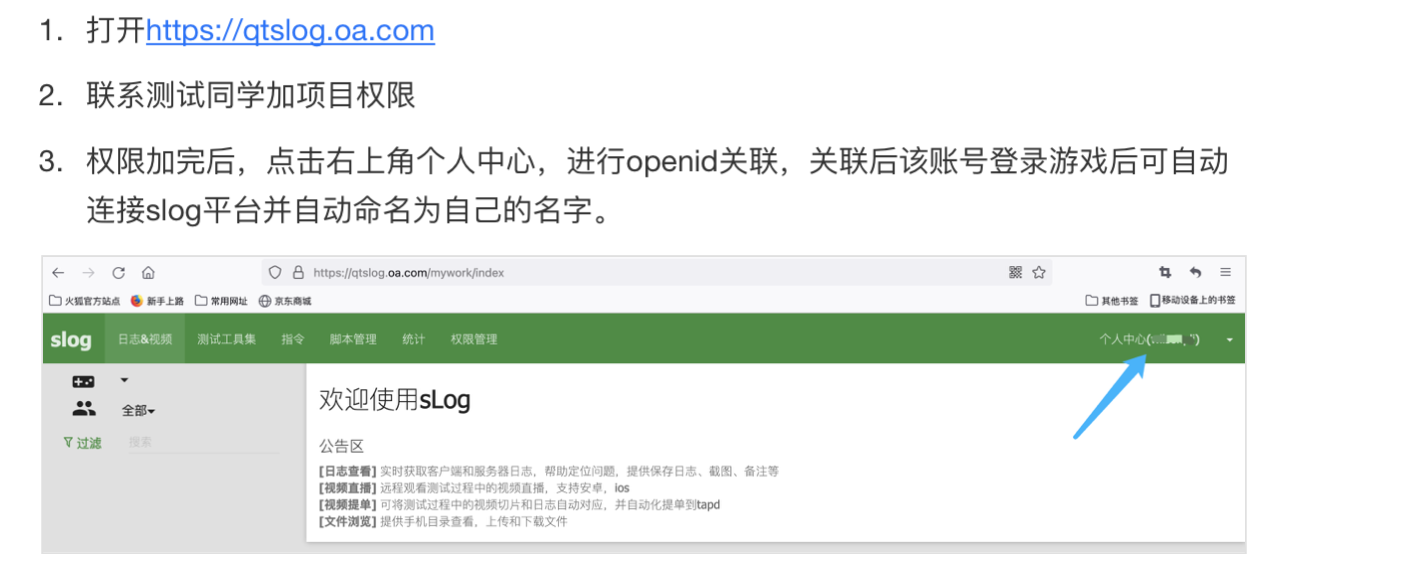 1. 打开https://qtslog.oa.com
2. 联系测试同学加项目权限
3. 权限加完后，点击右上角个人中心，进行openid关联，关联后该账号登录游戏后可自动
连接slog平台并自动命名为自己的名字。
https://qtslog.oa.com/mywork/index
火狐官方站点 新手上路 常用网址 京东商城 其他书签 移动设备上的书签
slog 日志&视频 测试工具集 指令 脚本管理 统计 权限管理 个人中心(
全部
过滤 搜索
欢迎使用sLog
公告区
[日志查看] 实时获取客户端和服务器日志，帮助定位问题，提供保存日志、截图、备注等
[视频直播] 远程观看测试过程中的视频直播，支持安卓，ios
[视频提单] 可将测试过程中的视频切片和日志自动对应，并自动化提单到tapd
[文件浏览] 提供手机目录查看，上传和下载文件